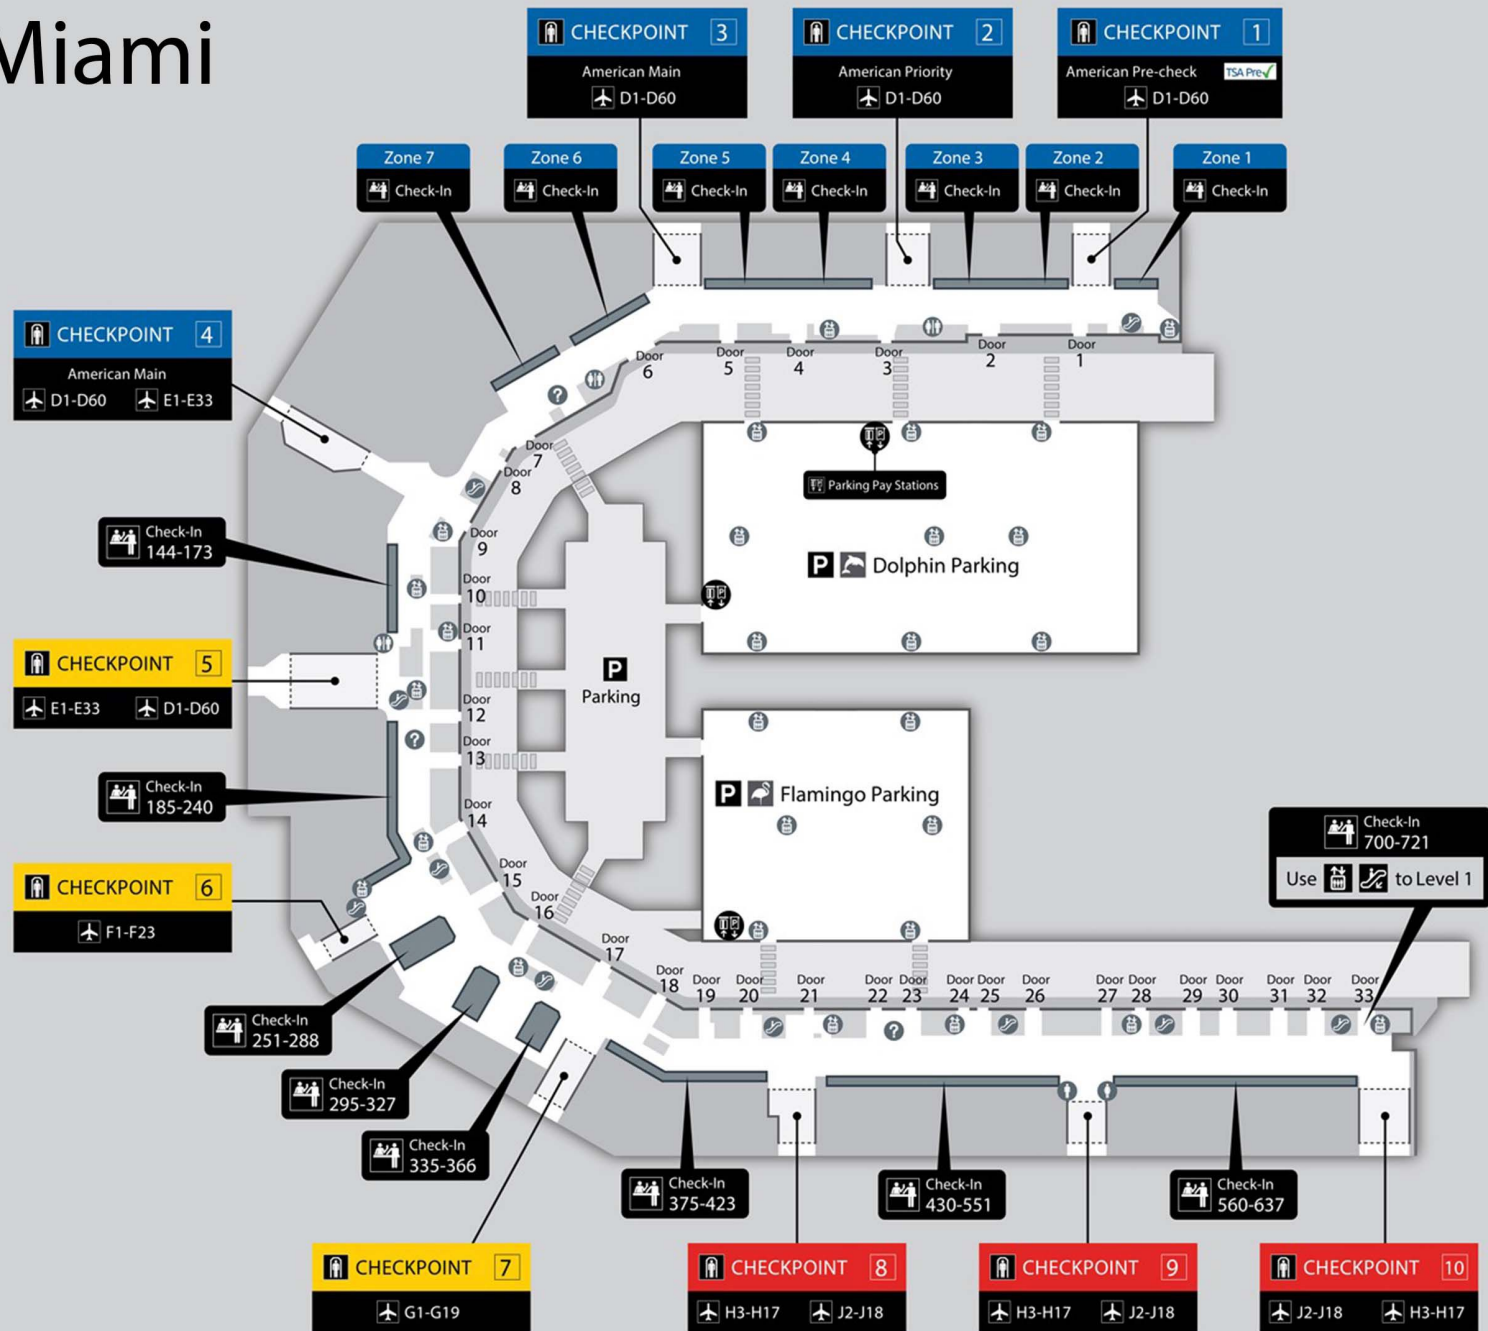 Miami
CHECKPOINT 3
American Main
D1-D60
CHECKPOINT 2
American Priority
D1-D60
CHECKPOINT 1
American Pre-check TSA Pre
D1-D60
Zone 7
Check-In
Zone 6
Check-In
Zone 5
Check-In
Zone 4
Check-In
Zone 3
Check-In
Zone 2
Check-In
Zone 1
Check-In
CHECKPOINT 4
American Main
D1-D60 E1-E33
Door
6
Door
5
Door
4
Door
3
Door
2
Door
1
?
Door
7
Door
8
P
Parking Pay Stations
Check-In
144-173
Door
9
P Dolphin Parking
Door
10
P
Door
11
CHECKPOINT 5
E1-E33 D1-D60
P
Parking
Door
12
?
Door
13
Check-In
185-240
P Flamingo Parking
Door
14
Door
15
Door
16
P
CHECKPOINT 6
F1-F23
Check-In
700-721
Use to Level 1
Door
17
Door
18
Door
19
Door
20
Door
21
Door
22
Door
23
Door
24
Door
25
Door
26
Door
27
Door
28
Door
29
Door
30
Door
31
Door
32
Door
33
?
Check-In
251-288
Check-In
295-327
Check-In
335-366
Check-In
375-423
Check-In
430-551
Check-In
560-637
CHECKPOINT 7
G1-G19
CHECKPOINT 8
H3-H17 J2-J18
CHECKPOINT 9
H3-H17 J2-J18
CHECKPOINT 10
J2-J18 H3-H17